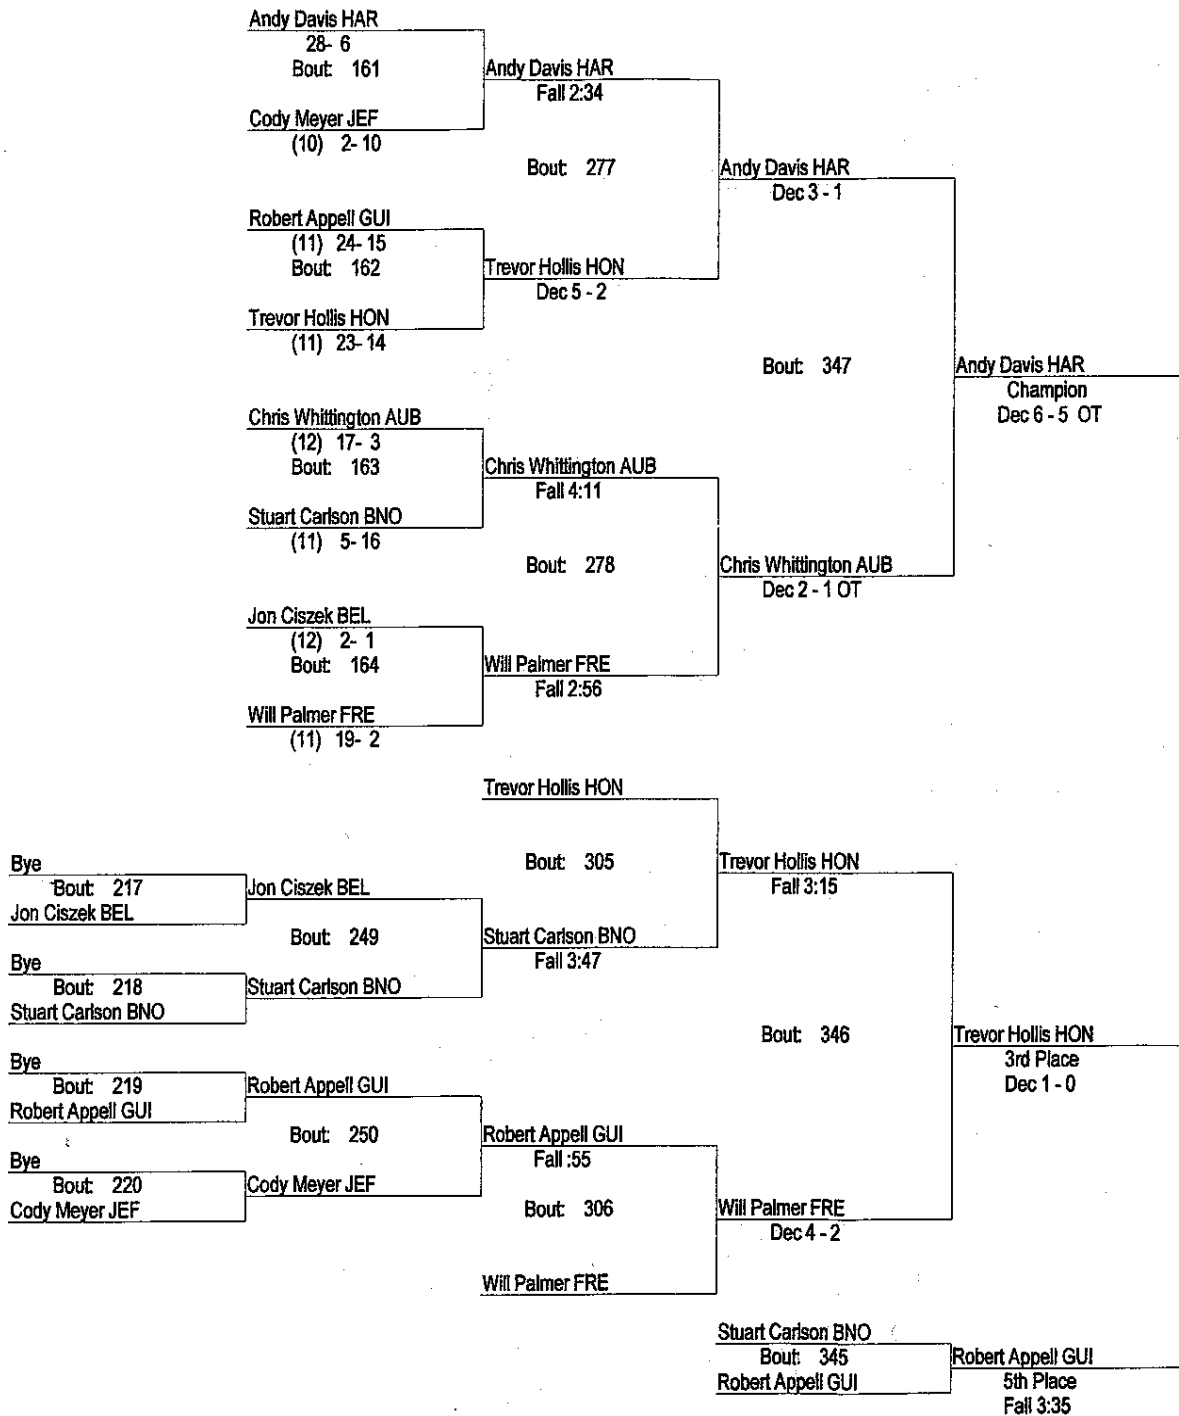 Andy Davis HAR
28- 6
Bout: 161
Andy Davis HAR
Fall 2:34
Cody Meyer JEF
(10) 2- 10
Bout: 277
Andy Davis HAR
Dec 3 - 1
Robert Appell GUI
(11) 24- 15
Bout: 162
Trevor Hollis HON
Dec 5 - 2
Trevor Hollis HON
(11) 23- 14
Bout: 347
Andy Davis HAR
Champion
Dec 6 - 5 OT
Chris Whittington AUB
(12) 17- 3
Bout: 163
Chris Whittington AUB
Fall 4:11
Stuart Carlson BNO
(11) 5- 16
Bout: 278
Chris Whittington AUB
Dec 2 - 1 OT
Jon Ciszek BEL
(12) 2- 1
Bout: 164
Will Palmer FRE
Fall 2:56
Will Palmer FRE
(11) 19- 2
Trevor Hollis HON
Bout: 305
Trevor Hollis HON
Fall 3:15
Bye
Bout: 217
Jon Ciszek BEL
Jon Ciszek BEL
Bout: 249
Stuart Carlson BNO
Fall 3:47
Bye
Bout: 218
Stuart Carlson BNO
Stuart Carlson BNO
Bout: 346
Trevor Hollis HON
3rd Place
Dec 1 - 0
Bye
Bout: 219
Robert Appell GUI
Robert Appell GUI
Bout: 250
Robert Appell GUI
Fall :55
Bye
Bout: 220
Cody Meyer JEF
Cody Meyer JEF
Bout: 306
Will Palmer FRE
Dec 4 - 2
Will Palmer FRE
Stuart Carlson BNO
Bout: 345
Robert Appell GUI
Robert Appell GUI
5th Place
Fall 3:35